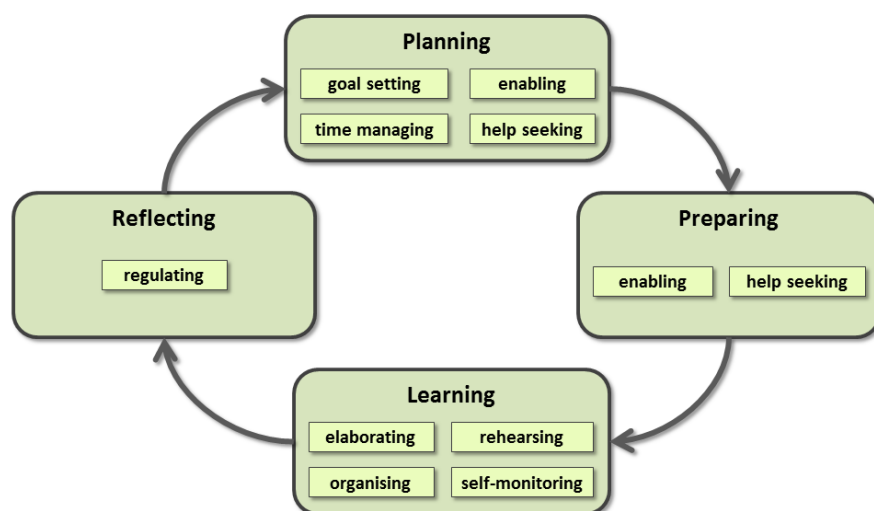 Planning
goal setting
enabling
time managing
help seeking
Reflecting
regulating
Preparing
enabling
help seeking
Learning
elaborating
rehearsing
organising
self-monitoring